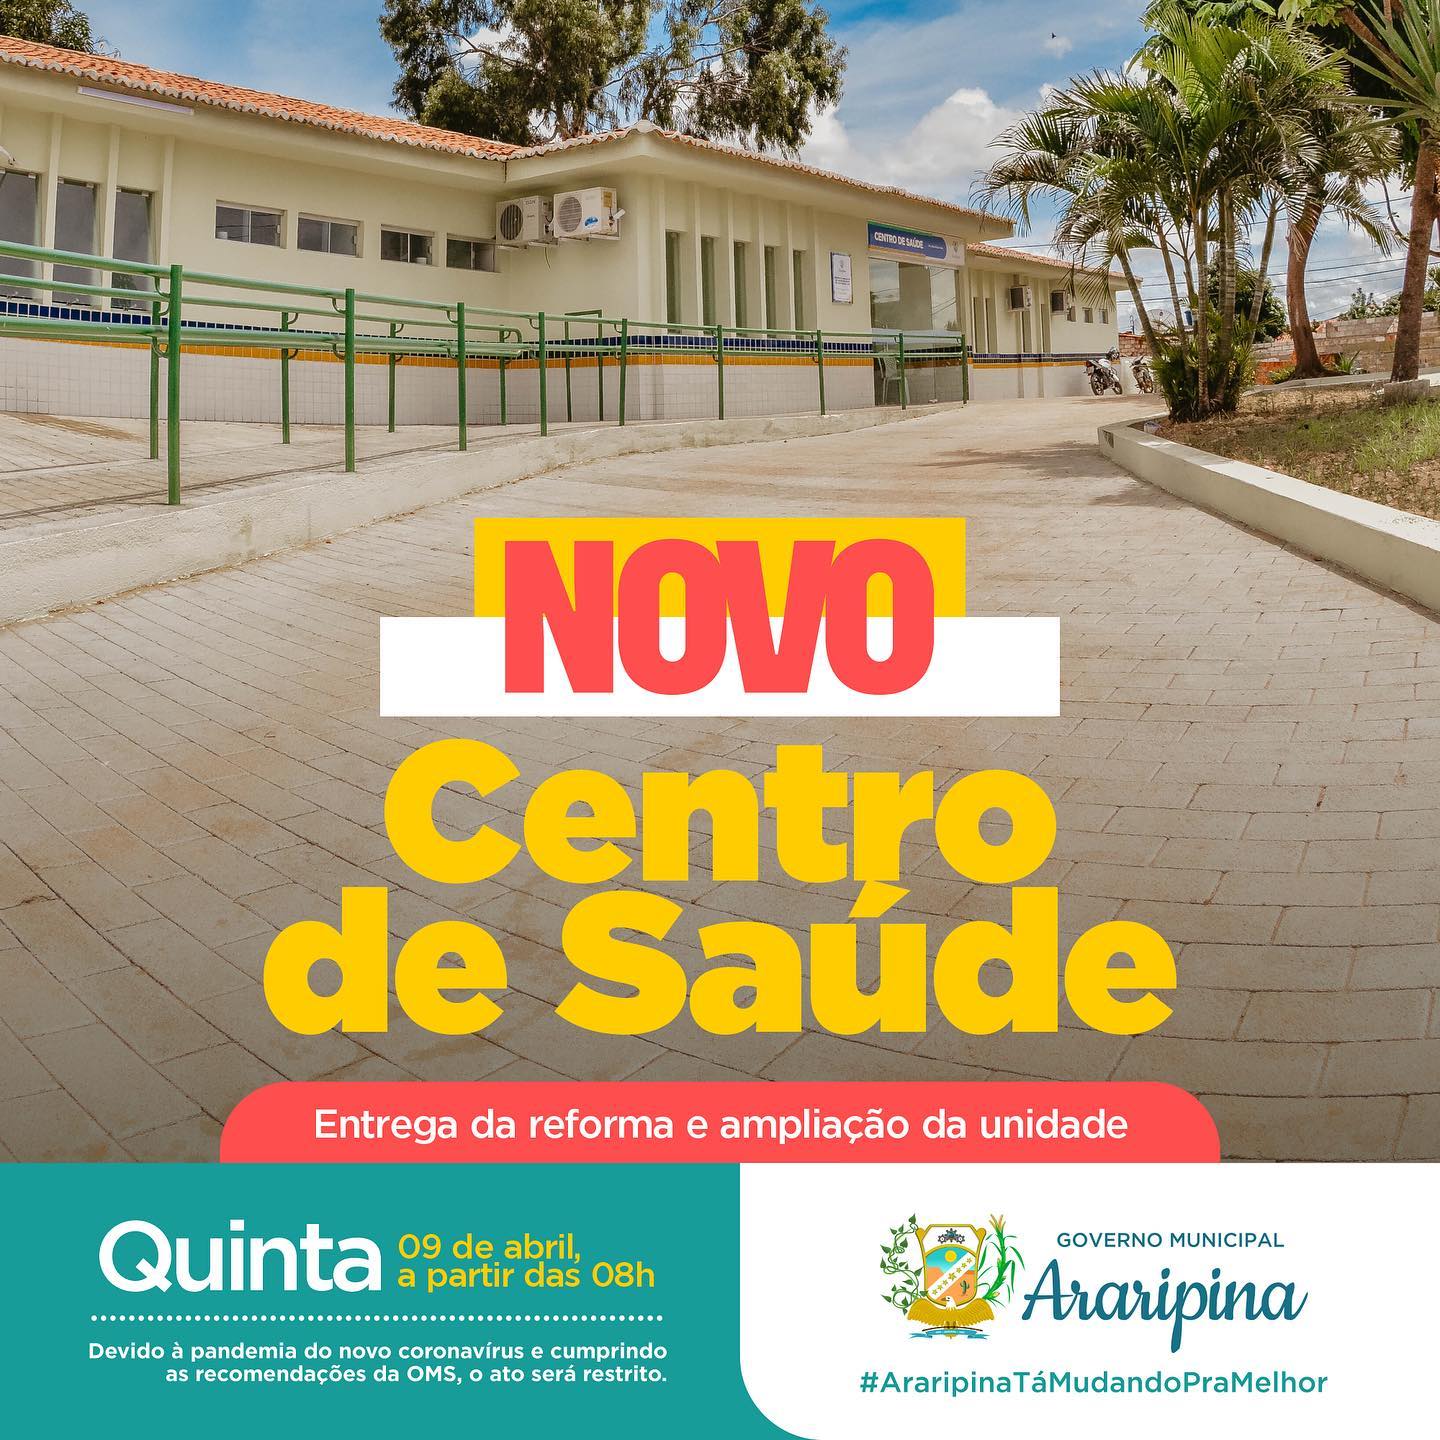 CENTRO DE SAÚDE
NOVO
Centro
de Saúde
Entrega da reforma e ampliação da unidade
Quinta
09 de abril,
a partir das 08h
Devido à pandemia do novo coronavírus e cumprindo
as recomendações da OMS, o ato será restrito.
GOVERNO MUNICIPAL
Araripina
#AraripinaTáMudandoPraMelhor